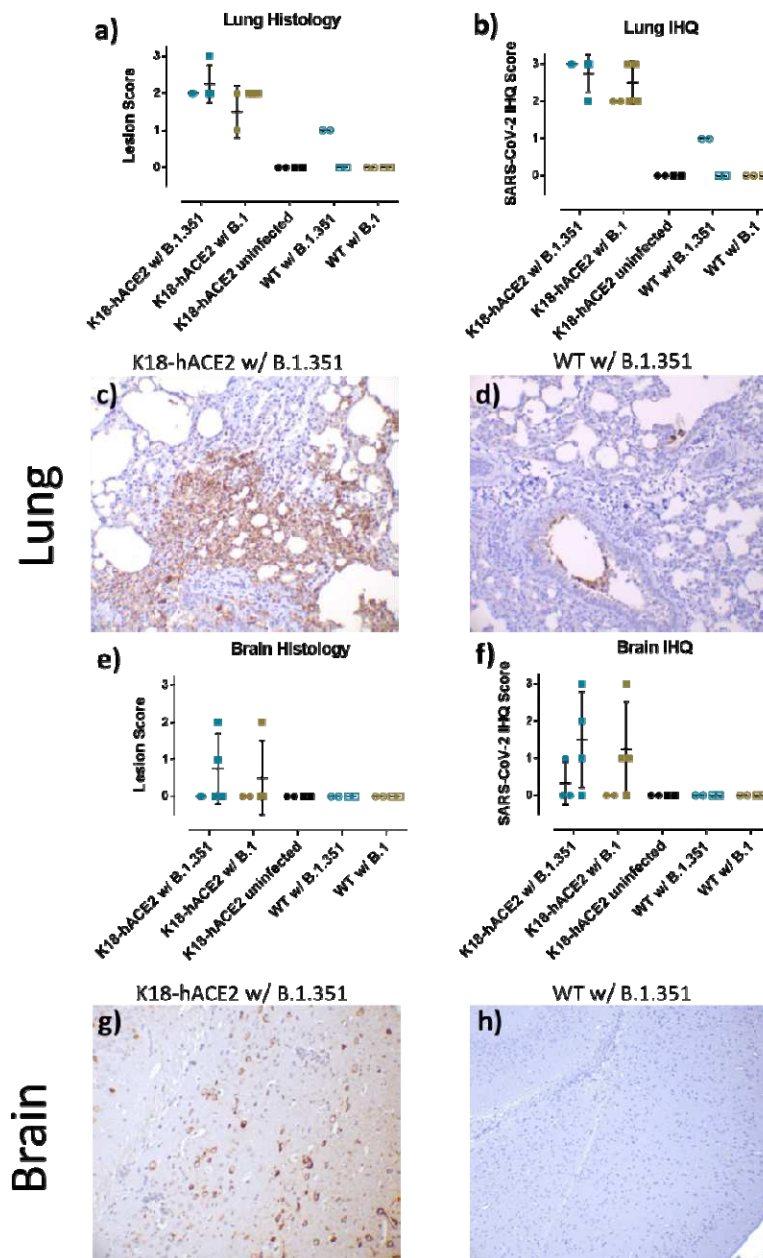 a)
Lung Histology
Lesion Score
3
2
1
0
K18-hACE2 w/ B.1.351
K18-hACE2 w/ B.1
K18-hACE2 uninfected
WT w/ B.1.351
WT w/ B.1
b)
Lung IHQ
SARS-CoV-2 IHQ Score
3
2
1
0
K18-hACE2 w/ B.1.351
K18-hACE2 w/ B.1
K18-hACE2 uninfected
WT w/ B.1.351
WT w/ B.1
Lung
K18-hACE2 w/ B.1.351
c)
WT w/ B.1.351
d)
e)
Brain Histology
Lesion Score
3
2
1
0
K18-hACE2 w/ B.1.351
K18-hACE2 w/ B.1
K18-hACE2 uninfected
WT w/ B.1.351
WT w/ B.1
f)
Brain IHQ
SARS-CoV-2 IHQ Score
3
2
1
0
K18-hACE2 w/ B.1.351
K18-hACE2 w/ B.1
K18-hACE2 uninfected
WT w/ B.1.351
WT w/ B.1
Brain
K18-hACE2 w/ B.1.351
g)
WT w/ B.1.351
h)